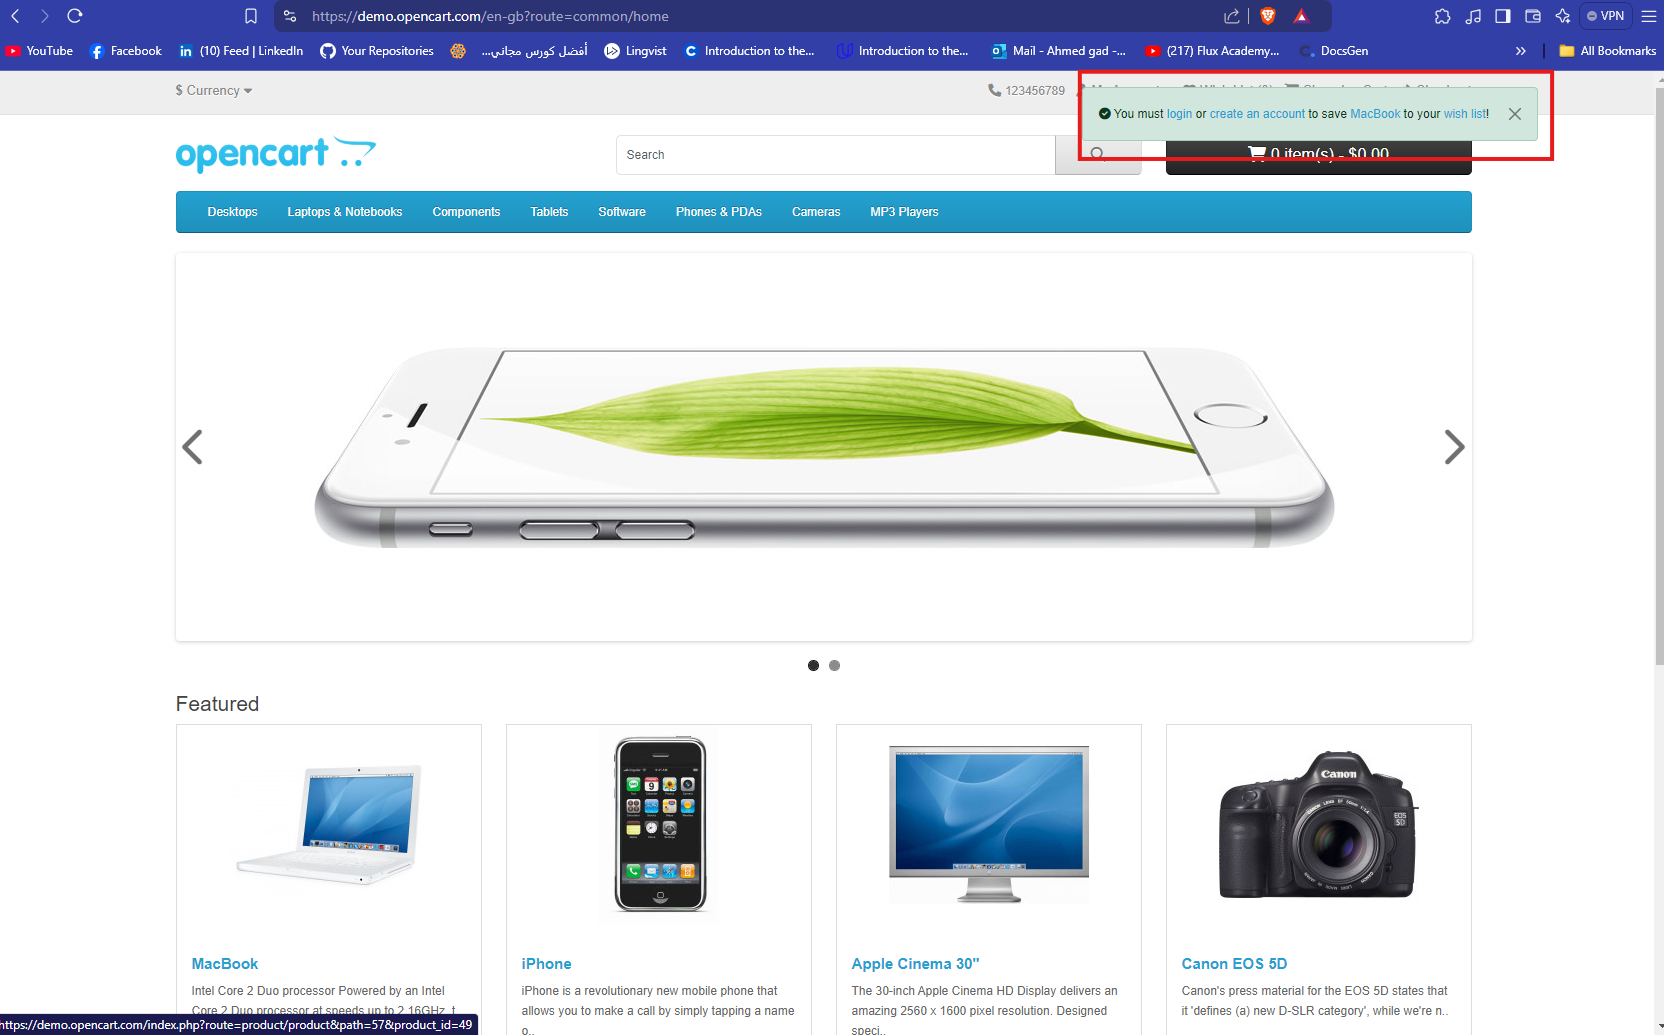 https://demo.opencart.com/en-gb?route=common/home
VPN
YouTube
Facebook
(10) Feed | LinkedIn
Your Repositories
أفضل كورس مجاني...
Lingvist
Introduction to the...
Introduction to the...
Mail - Ahmed gad -...
(217) Flux Academy...
DocsGen
All Bookmarks
$ Currency
123456789
You must login or create an account to save MacBook to your wish list!
opencart
Search
0 item(s) - $0.00
Desktops
Laptops & Notebooks
Components
Tablets
Software
Phones & PDAs
Cameras
MP3 Players
Featured
Canon
EOS
5D
MacBook
Intel Core 2 Duo processor Powered by an Intel
Core 2 Duo processor at speeds up to 2.16GHz, t
iPhone
iPhone is a revolutionary new mobile phone that
allows you to make a call by simply tapping a name
o..
Apple Cinema 30"
The 30-inch Apple Cinema HD Display delivers an
amazing 2560 x 1600 pixel resolution. Designed
speci..
Canon EOS 5D
Canon's press material for the EOS 5D states that
it 'defines (a) new D-SLR category', while we're n..
https://demo.opencart.com/index.php?route=product/product&path=57&product_id=49